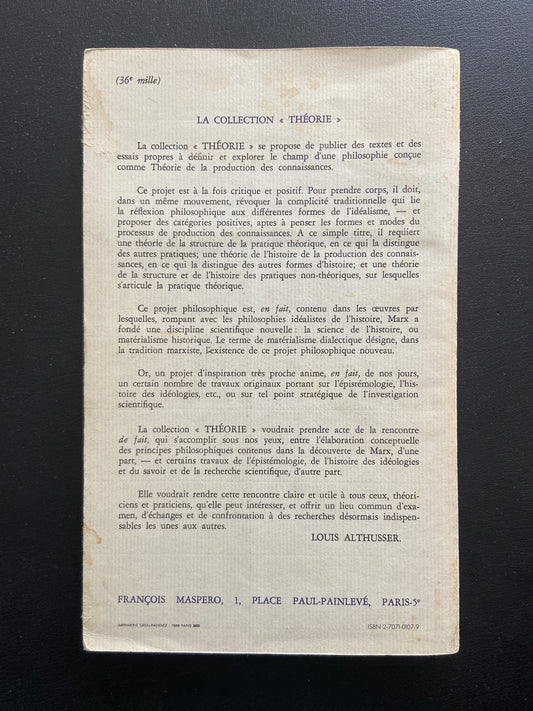 (36e mille)
LA COLLECTION « THÉORIE »
La collection « THÉORIE » se propose de publier des textes et des
essais propres à définir et explorer le champ d'une philosophie conçue
comme Théorie de la production des connaissances.
Ce projet est à la fois critique et positif. Pour prendre corps, il doit,
dans un même mouvement, révoquer la complicité traditionnelle qui lie
la réflexion philosophique aux différentes formes de l'idéalisme, — et
proposer des catégories positives, aptes à penser les formes et modes du
processus de production des connaissances. A ce simple titre, il requiert
une théorie de la structure de la pratique théorique, en ce qui la distingue
des autres pratiques; une théorie de l'histoire de la production des connais-
sances, en ce qui la distingue des autres formes d'histoire; et une théorie
de la structure et de l'histoire des pratiques non-théoriques, sur lesquelles
s'articule la pratique théorique.
Ce projet philosophique est, en fait, contenu dans les œuvres par
lesquelles, rompant avec les philosophies idéalistes de l'histoire, Marx a
fondé une discipline scientifique nouvelle : la science de l'histoire, ou
matérialisme historique. Le terme de matérialisme dialectique désigne, dans
la tradition marxiste, l'existence de ce projet philosophique nouveau.
Or, un projet d'inspiration très proche anime, en fait, de nos jours,
un certain nombre de travaux originaux portant sur l'épistémologie, l'his-
toire des idéologies, etc., ou sur tel point stratégique de l'investigation
scientifique.
La collection « THÉORIE » voudrait prendre acte de la rencontre
de fait, qui s'accomplit sous nos yeux, entre l'élaboration conceptuelle
des principes philosophiques contenus dans la découverte de Marx, d'une
part, — et certains travaux de l'épistémologie, de l'histoire des idéologies
et du savoir et de la recherche scientifique, d'autre part.
Elle voudrait rendre cette rencontre claire et utile à tous ceux, théori-
ciens et praticiens, qu'elle peut intéresser, et offrir un lieu commun d'exa-
men, d'échanges et de confrontation à des recherches désormais indispen-
sables les unes aux autres.
LOUIS ALTHUSSER.
FRANÇOIS MASPERO, 1, PLACE PAUL-PAINLEVÉ, PARIS-5e
ISBN-2-7071-0107-9